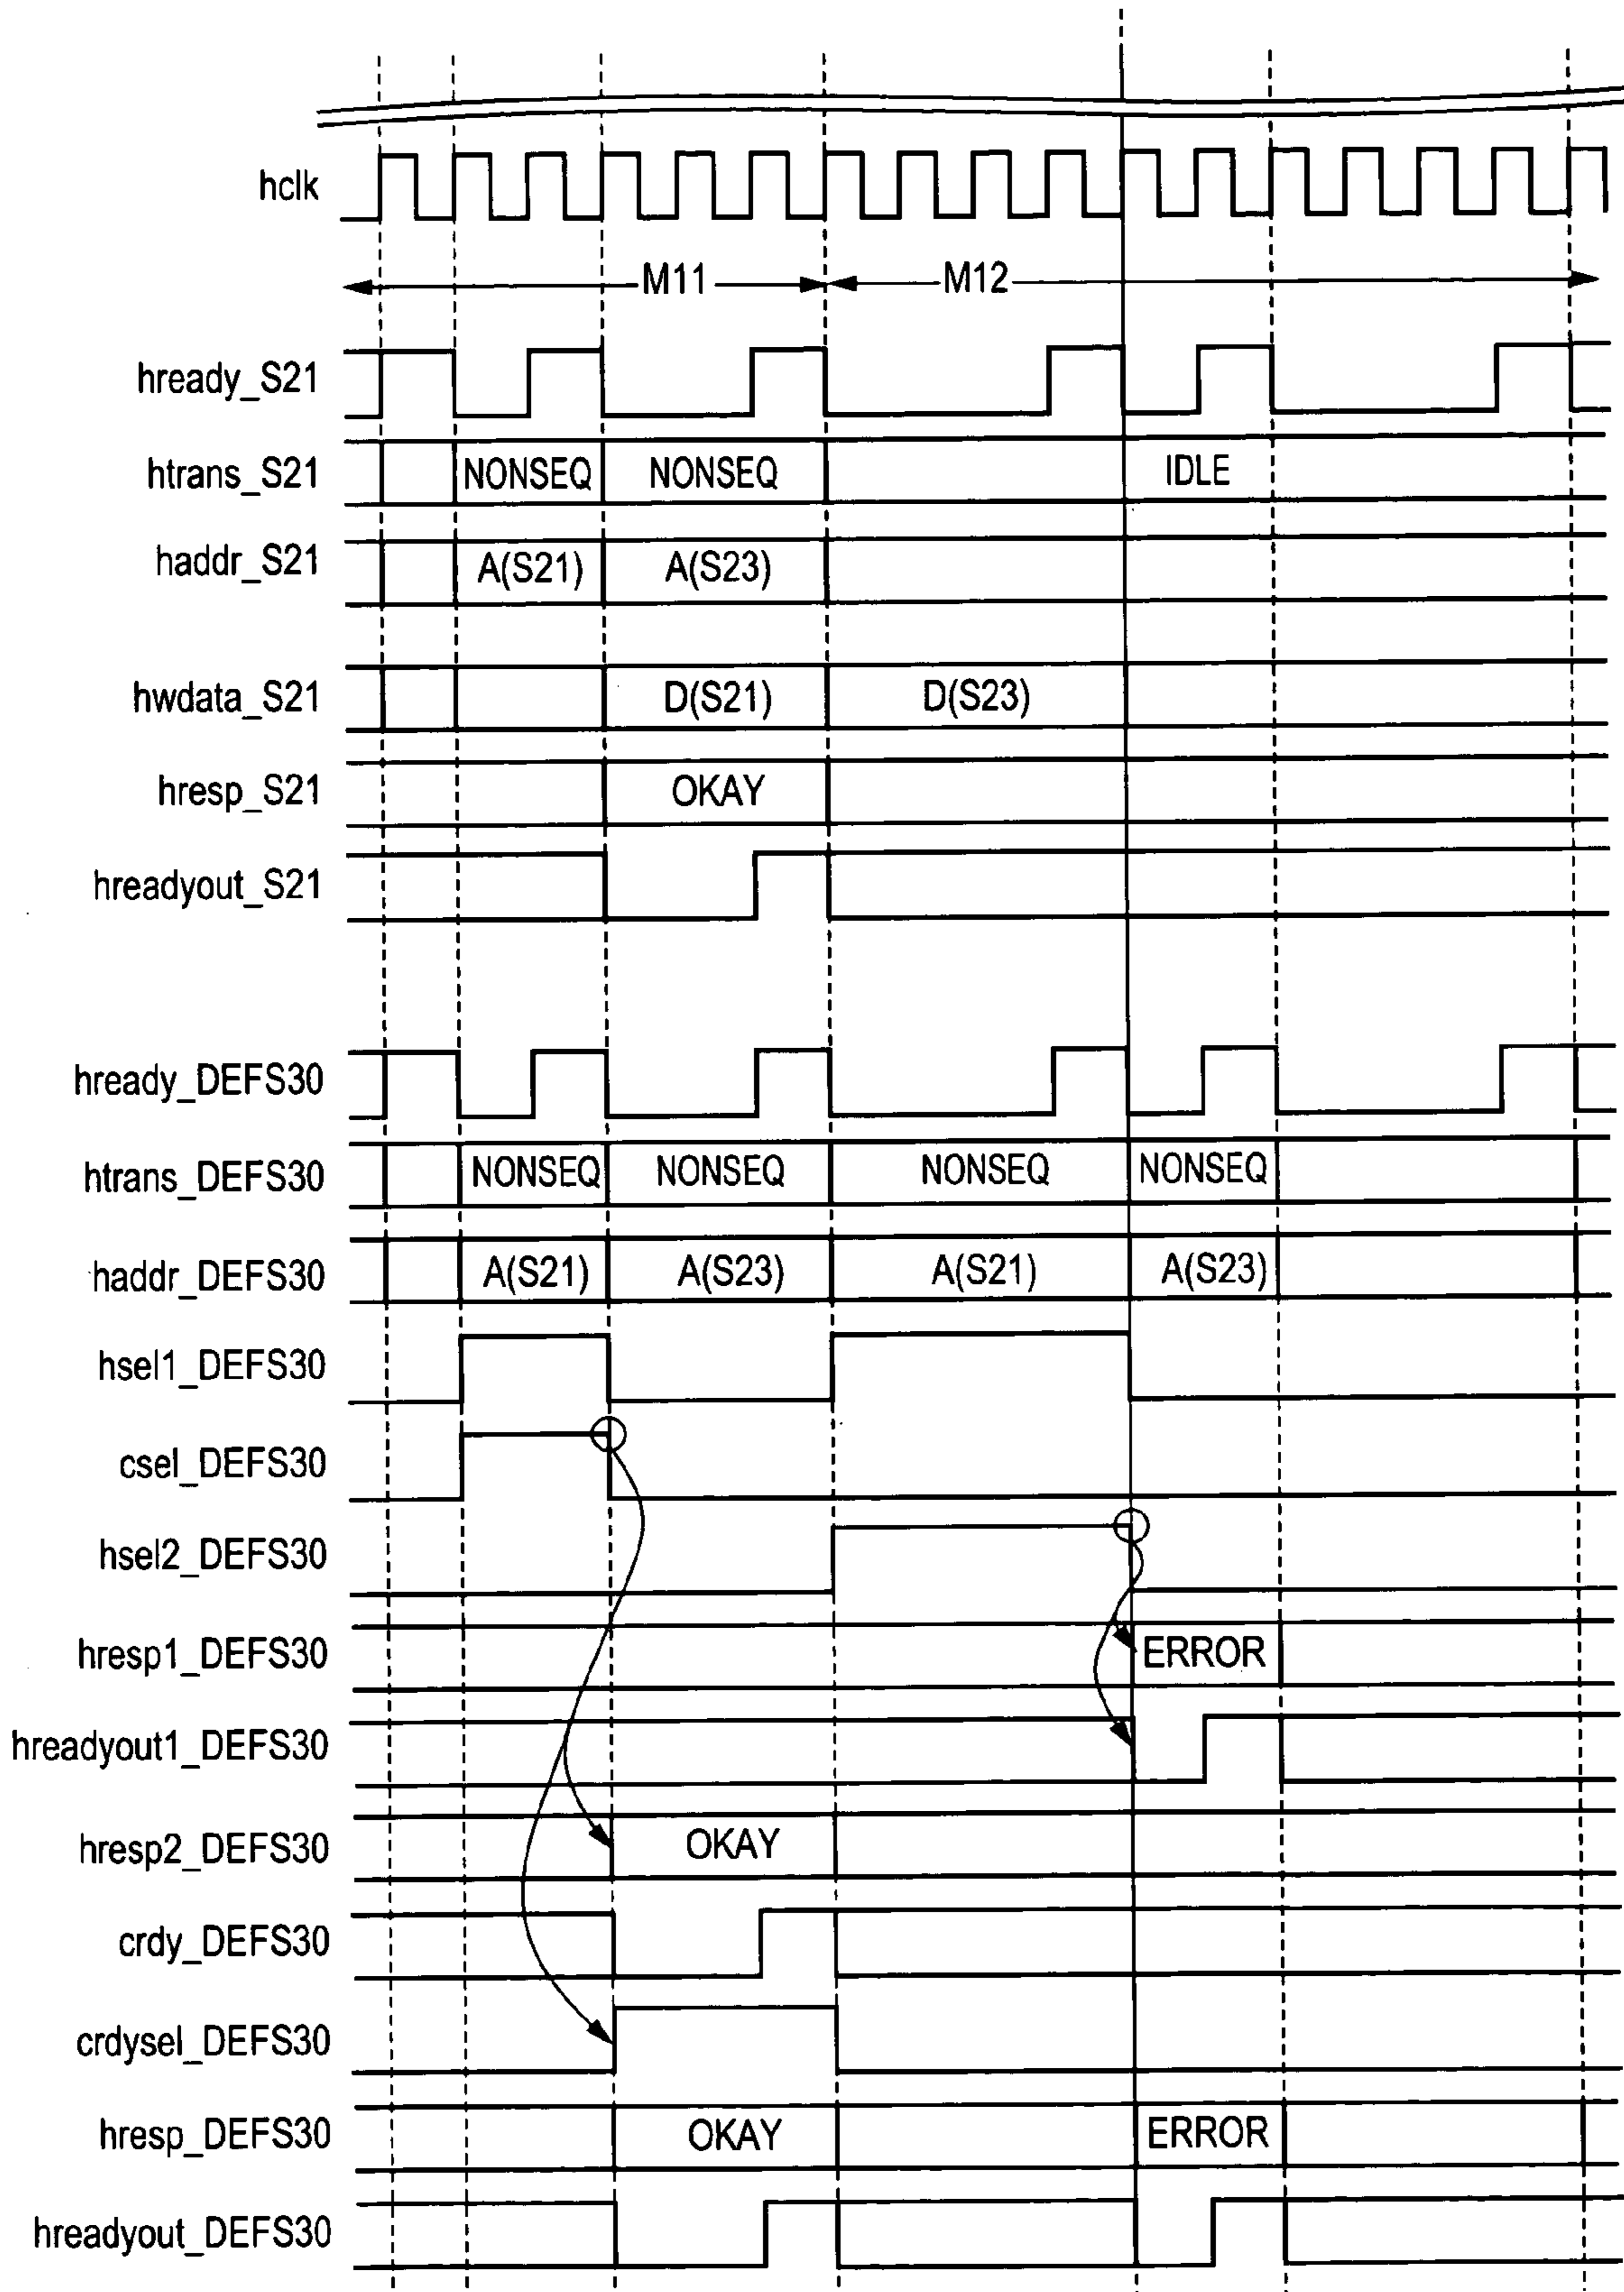 hclk
M11 M12
hready_S21
htrans_S21 NONSEQ NONSEQ IDLE
haddr_S21 A(S21) A(S23)
hwdata_S21 D(S21) D(S23)
hresp_S21 OKAY
hreadyout_S21
hready_DEFS30
htrans_DEFS30 NONSEQ NONSEQ NONSEQ NONSEQ
haddr_DEFS30 A(S21) A(S23) A(S21) A(S23)
hsel1_DEFS30
csel_DEFS30
hsel2_DEFS30
hresp1_DEFS30 ERROR
hreadyout1_DEFS30
hresp2_DEFS30 OKAY
crdy_DEFS30
crdysel_DEFS30
hresp_DEFS30 OKAY ERROR
hreadyout_DEFS30